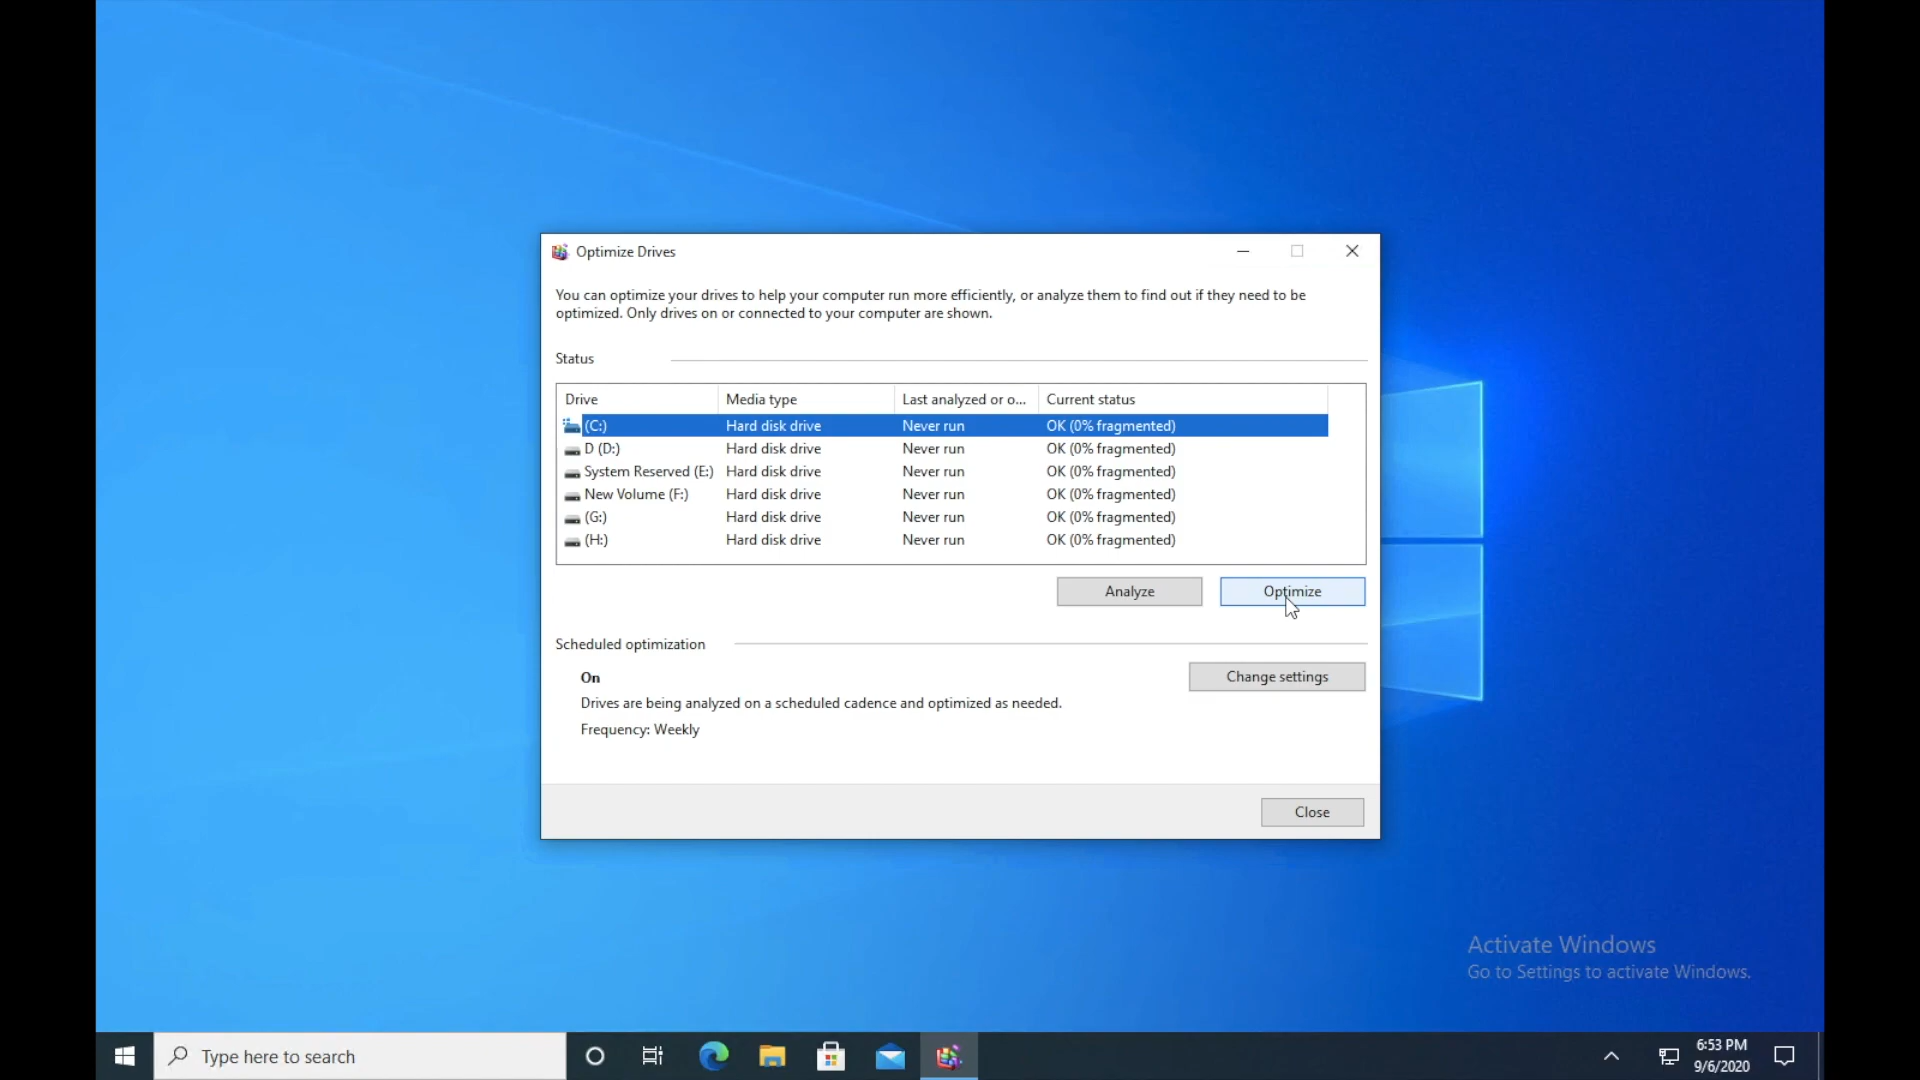 Optimize Drives
You can optimize your drives to help your computer run more efficiently, or analyze them to find out if they need to be
optimized. Only drives on or connected to your computer are shown.
Status
Drive Media type Last analyzed or o... Current status
(C:) Hard disk drive Never run OK (0% fragmented)
D (D:) Hard disk drive Never run OK (0% fragmented)
System Reserved (E:) Hard disk drive Never run OK (0% fragmented)
New Volume (F:) Hard disk drive Never run OK (0% fragmented)
(G:) Hard disk drive Never run OK (0% fragmented)
(H:) Hard disk drive Never run OK (0% fragmented)
Analyze Optimize
Scheduled optimization
On
Change settings
Drives are being analyzed on a scheduled cadence and optimized as needed.
Frequency: Weekly
Close
Activate Windows
Go to Settings to activate Windows.
Type here to search
6:53 PM
9/6/2020